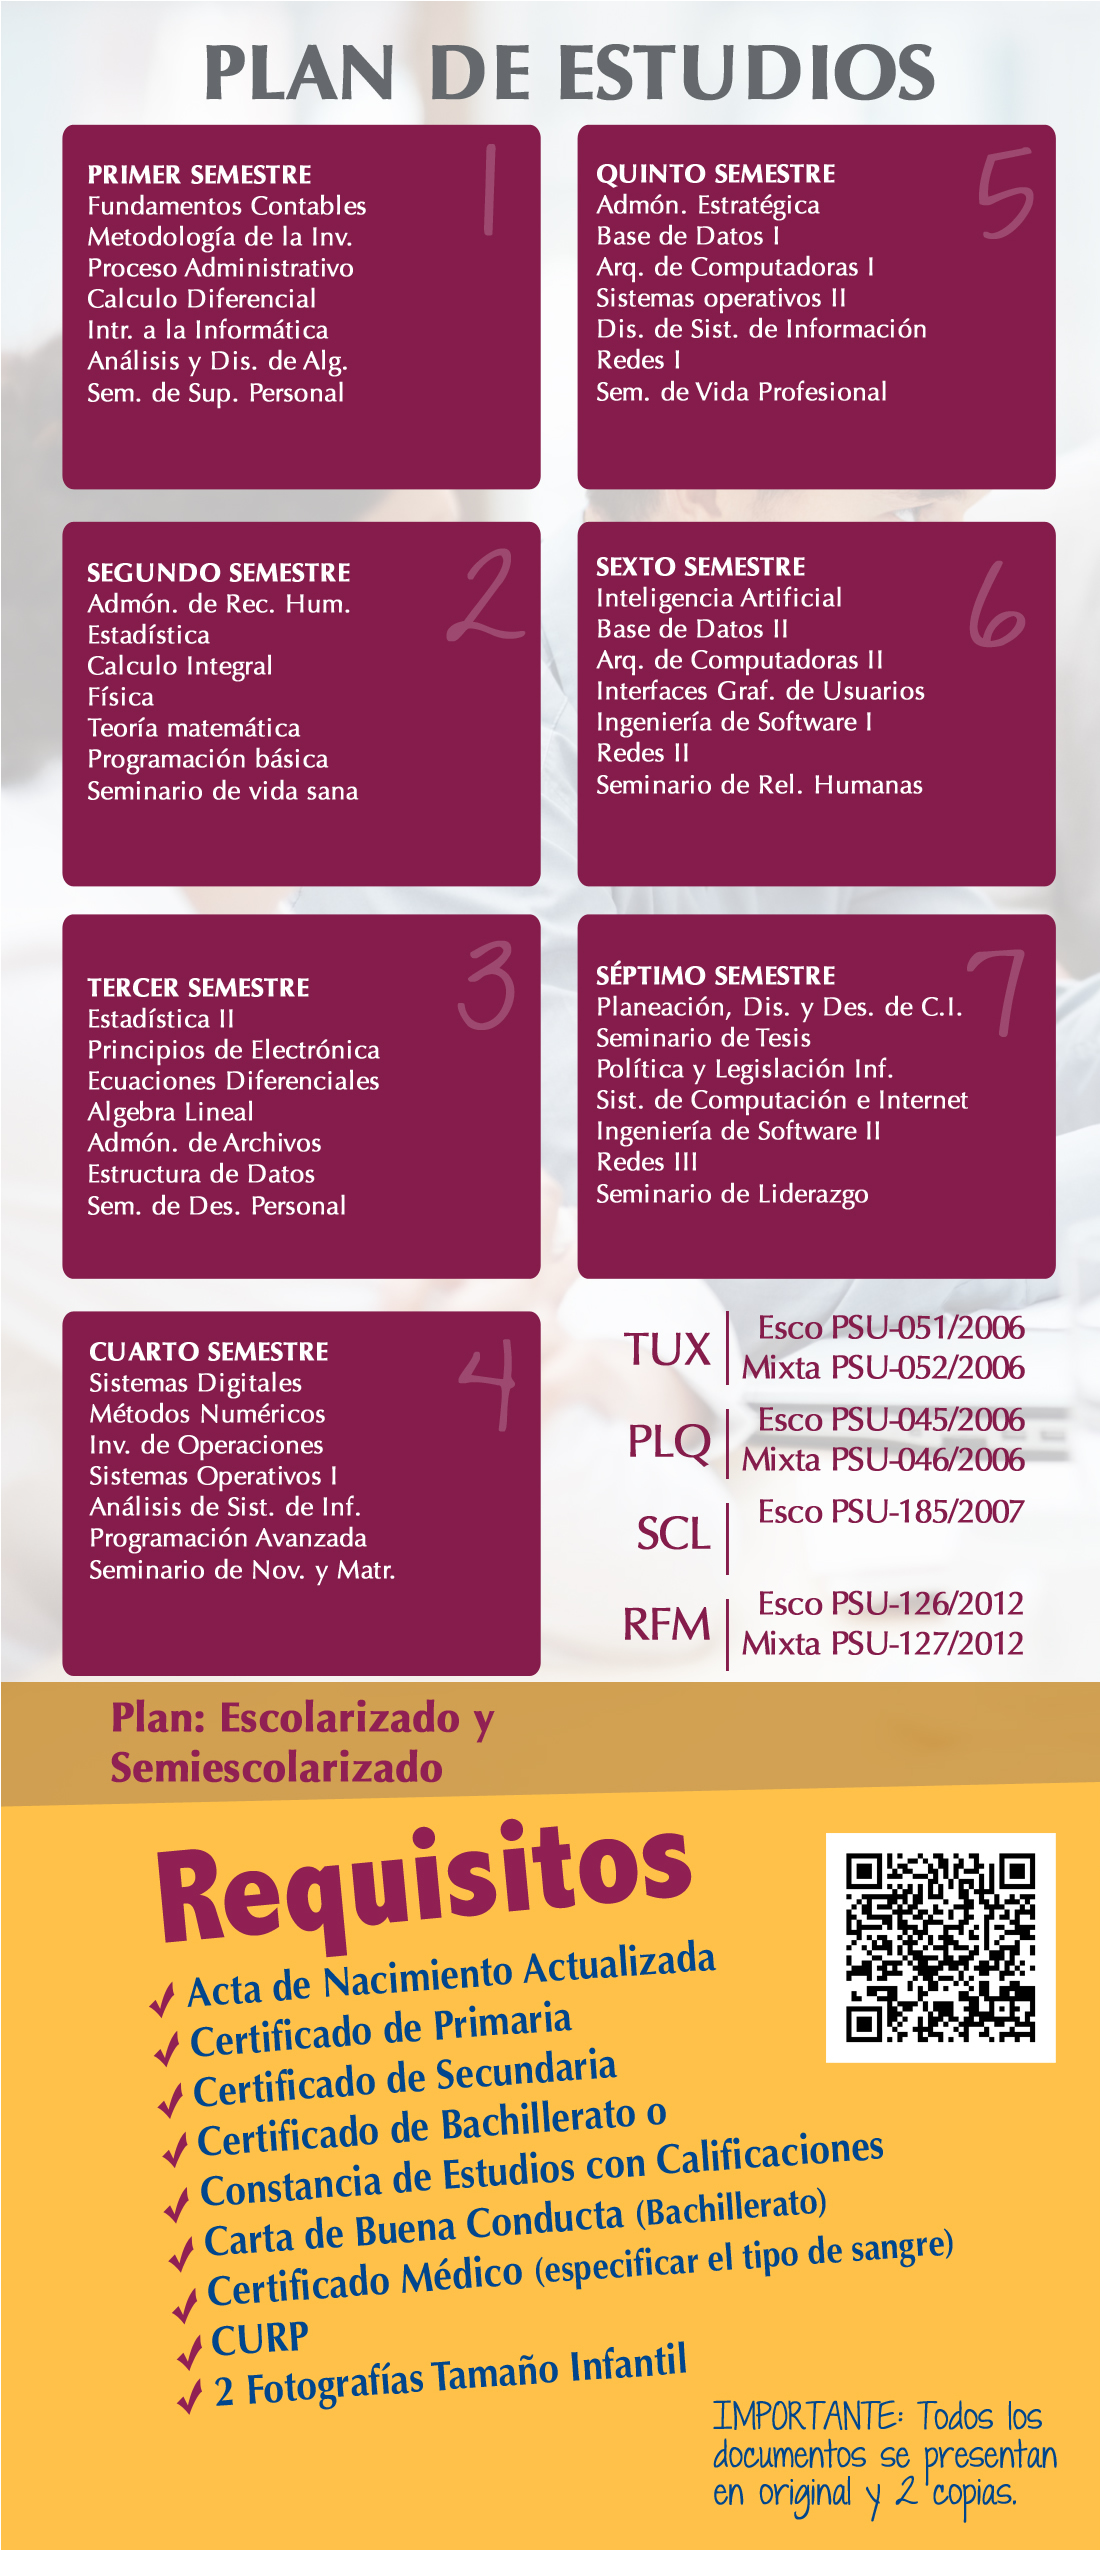 PLAN DE ESTUDIOS
1
PRIMER SEMESTRE
Fundamentos Contables
Metodología de la Inv.
Proceso Administrativo
Calculo Diferencial
Intr. a la Informática
Análisis y Dis. de Alg.
Sem. de Sup. Personal
2
SEGUNDO SEMESTRE
Admón. de Rec. Hum.
Estadística
Calculo Integral
Física
Teoría matemática
Programación básica
Seminario de vida sana
3
TERCER SEMESTRE
Estadística II
Principios de Electrónica
Ecuaciones Diferenciales
Algebra Lineal
Admón. de Archivos
Estructura de Datos
Sem. de Des. Personal
4
CUARTO SEMESTRE
Sistemas Digitales
Métodos Numéricos
Inv. de Operaciones
Sistemas Operativos I
Análisis de Sist. de Inf.
Programación Avanzada
Seminario de Nov. y Matr.
5
QUINTO SEMESTRE
Admón. Estratégica
Base de Datos I
Arq. de Computadoras I
Sistemas operativos II
Dis. de Sist. de Información
Redes I
Sem. de Vida Profesional
6
SEXTO SEMESTRE
Inteligencia Artificial
Base de Datos II
Arq. de Computadoras II
Interfaces Graf. de Usuarios
Ingeniería de Software I
Redes II
Seminario de Rel. Humanas
7
SÉPTIMO SEMESTRE
Planeación, Dis. y Des. de C.I.
Seminario de Tesis
Política y Legislación Inf.
Sist. de Computación e Internet
Ingeniería de Software II
Redes III
Seminario de Liderazgo
TUX
Esco PSU-051/2006
Mixta PSU-052/2006
PLQ
Esco PSU-045/2006
Mixta PSU-046/2006
SCL
Esco PSU-185/2007
RFM
Esco PSU-126/2012
Mixta PSU-127/2012
Plan: Escolarizado y
Semiescolarizado
Requisitos
Acta de Nacimiento Actualizada
Certificado de Primaria
Certificado de Secundaria
Certificado de Bachillerato o
Constancia de Estudios con Calificaciones
Carta de Buena Conducta (Bachillerato)
Certificado Médico (especificar el tipo de sangre)
CURP
2 Fotografías Tamaño Infantil
IMPORTANTE: Todos los
documentos se presentan
en original y 2 copias.